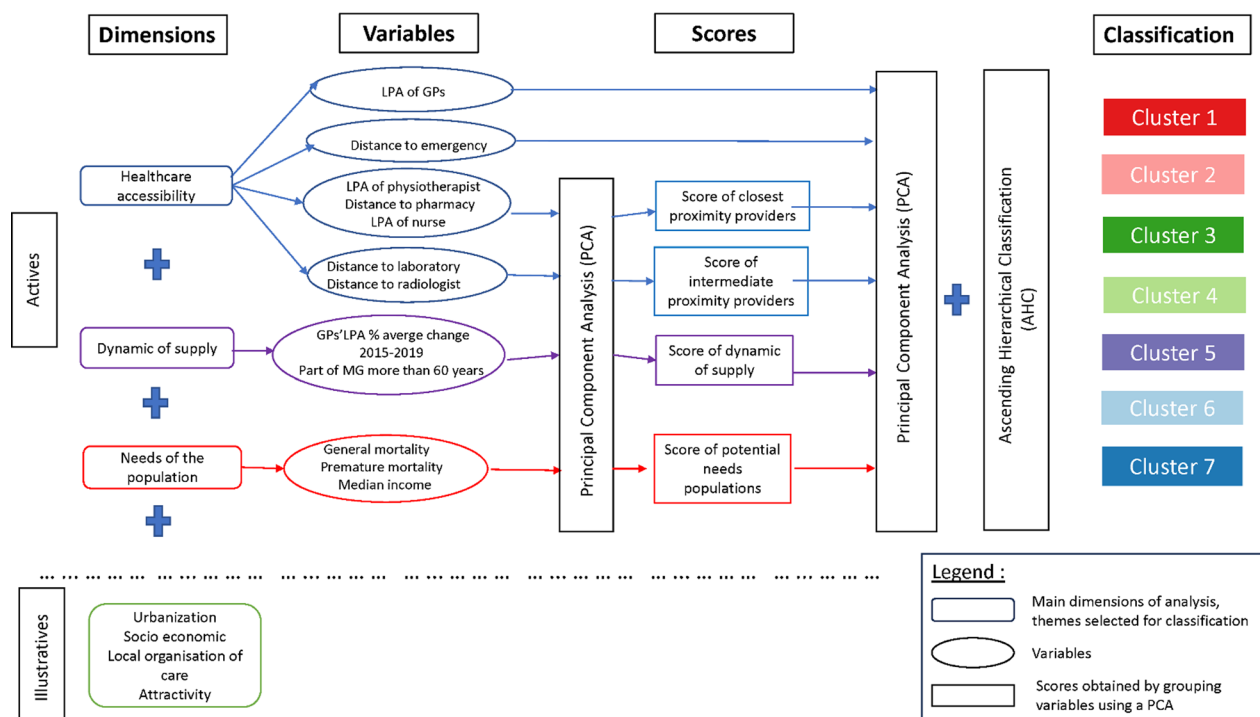 Dimensions
Variables
Scores
Classification
Actives
Healthcare
accessibility
Dynamic of supply
Needs of the
population
LPA of GPs
Distance to emergency
LPA of physiotherapist
Distance to pharmacy
LPA of nurse
Distance to laboratory
Distance to radiologist
GPs'LPA % averge change
2015-2019
Part of MG more than 60 years
General mortality
Premature mortality
Median income
Principal Component Analysis (PCA)
Score of closest
proximity providers
Score of
intermediate
proximity providers
Score of dynamic
of supply
Score of potential
needs
populations
Principal Component Analysis (PCA)
Ascending Hierarchical Classification
(AHC)
Cluster 1
Cluster 2
Cluster 3
Cluster 4
Cluster 5
Cluster 6
Cluster 7
Illustratives
Urbanization
Socio economic
Local organisation of
care
Attractivity
Legend :
Main dimensions of analysis,
themes selected for classification
Variables
Scores obtained by grouping
variables using a PCA